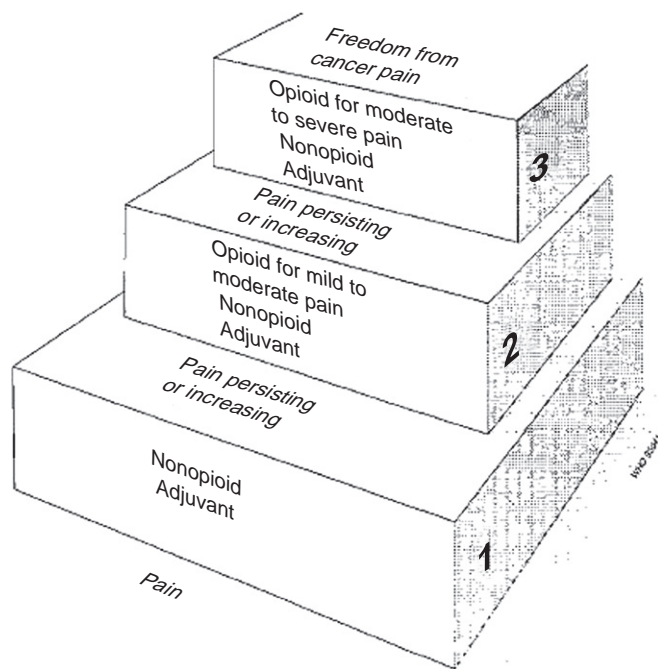 Freedom from
cancer pain
Opioid for moderate
to severe pain
Nonopioid
Adjuvant
3
Pain persisting
or increasing
Opioid for mild to
moderate pain
Nonopioid
Adjuvant
2
Pain persisting
or increasing
Nonopioid
Adjuvant
1
Pain
WHO